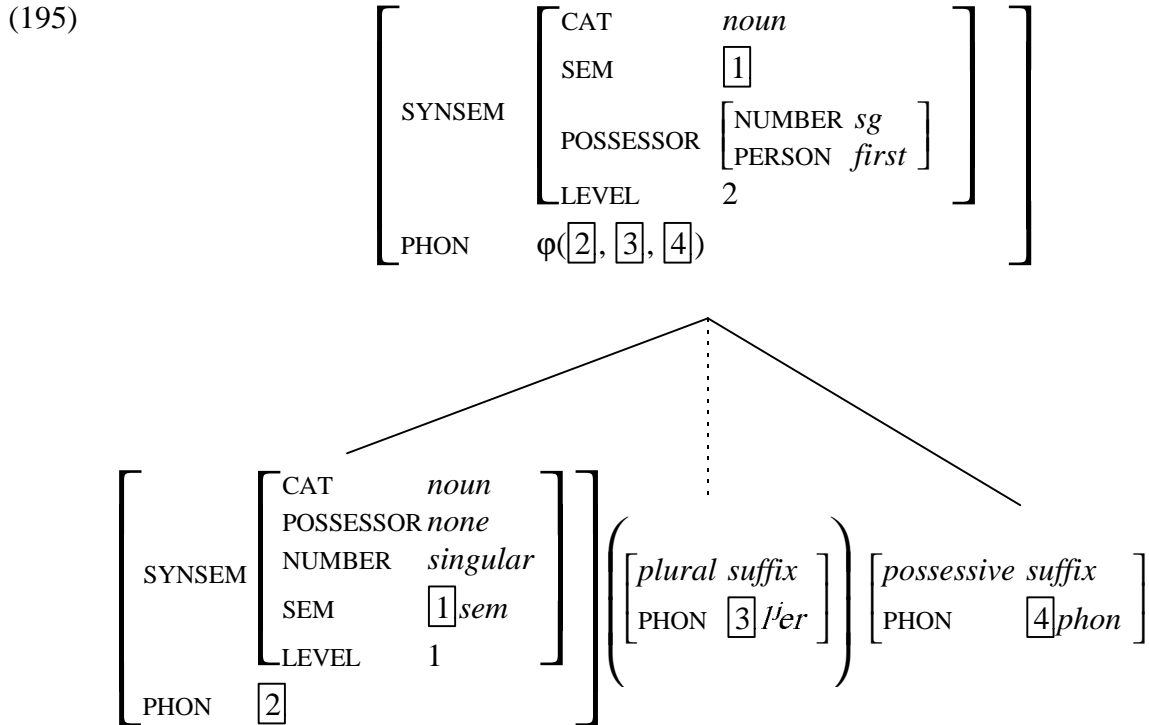 (195)
CAT noun
SEM 1
SYNSEM
POSSESSOR NUMBER sg
PERSON first
LEVEL 2
PHON φ(2, 3, 4)
CAT noun
POSSESSOR none
NUMBER singular
SYNSEM
SEM 1 sem
LEVEL 1
PHON 2
plural suffix
PHON 3 lʲer
possessive suffix
PHON 4 phon